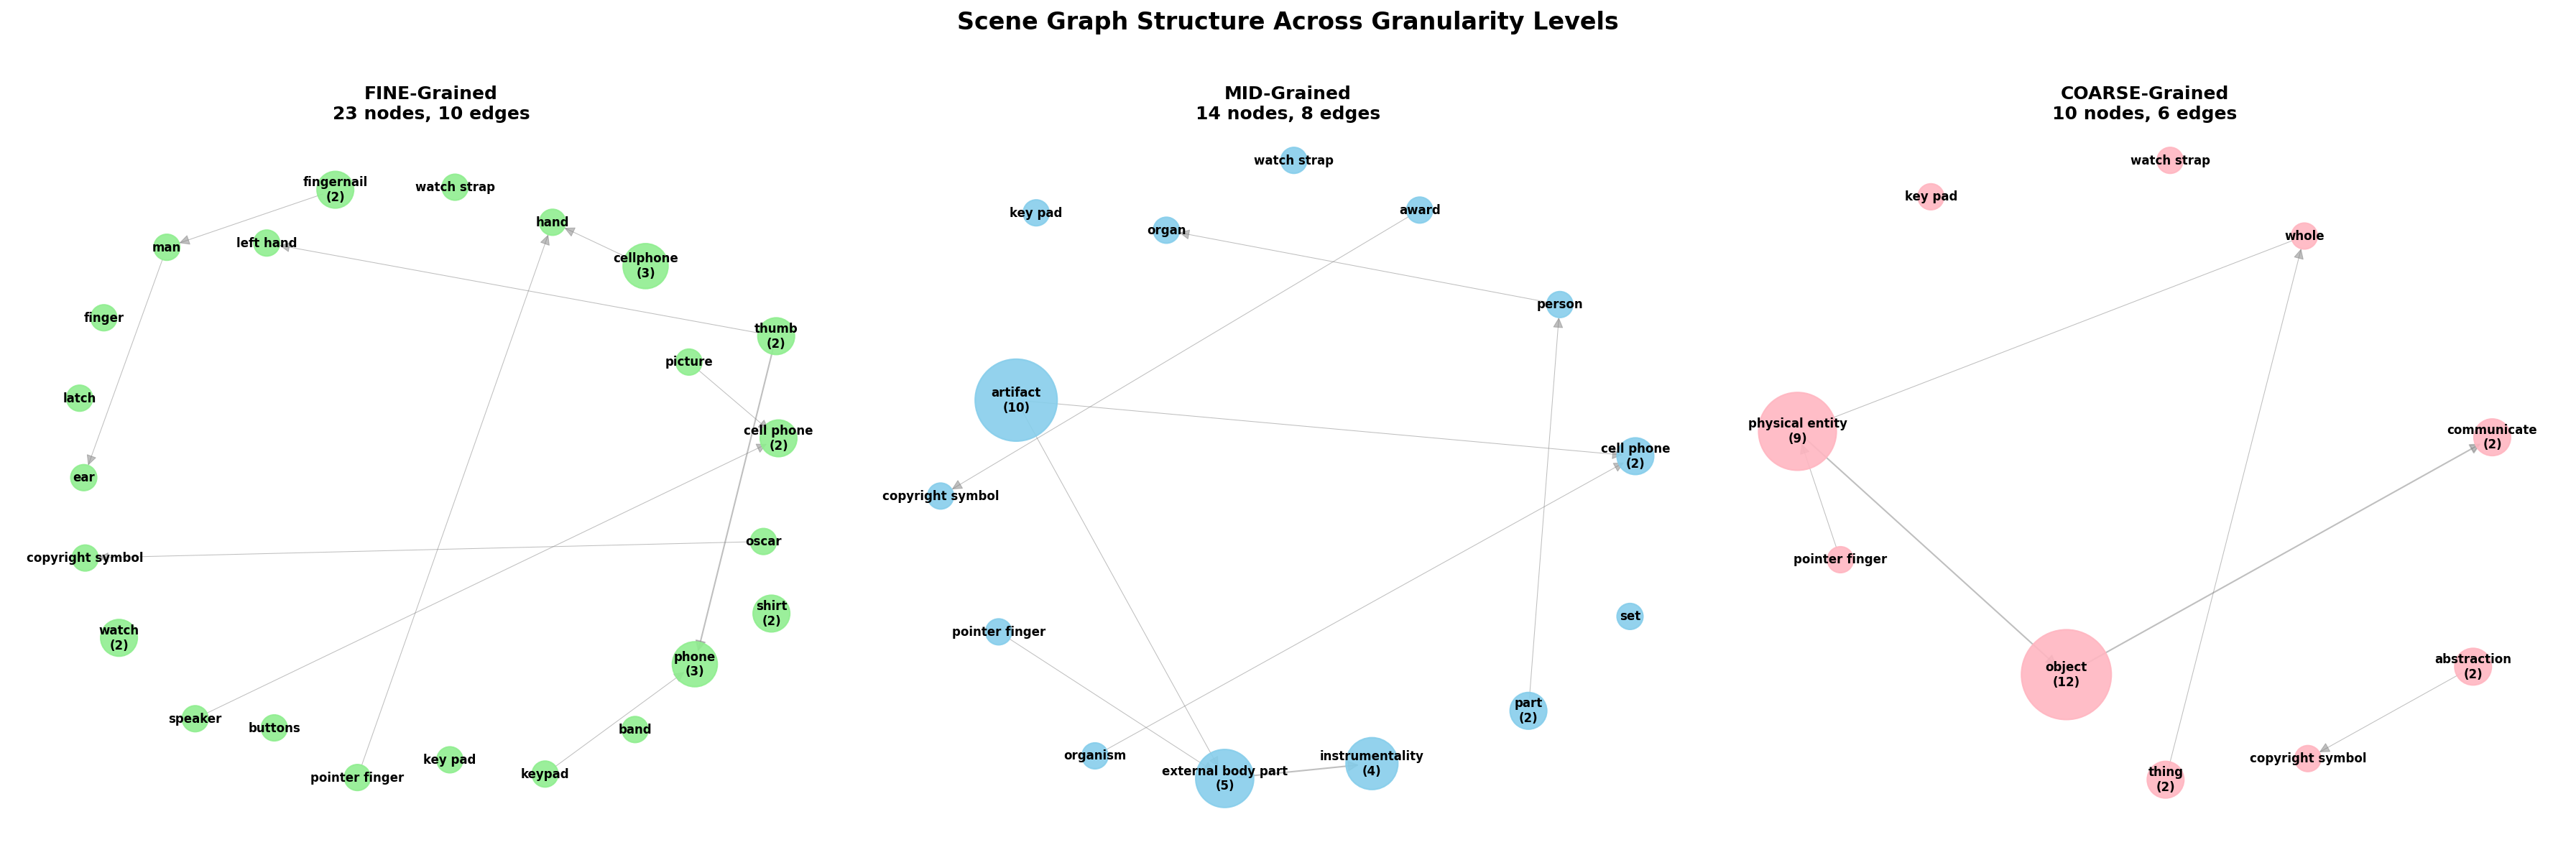 Scene Graph Structure Across Granularity Levels
FINE-Grained
23 nodes, 10 edges
fingernail
(2)
watch strap
hand
man
left hand
cellphone
(3)
finger
thumb
(2)
picture
latch
cell phone
(2)
ear
oscar
copyright symbol
shirt
(2)
watch
(2)
phone
(3)
speaker
buttons
band
key pad
pointer finger
keypad
MID-Grained
14 nodes, 8 edges
watch strap
key pad
award
organ
person
artifact
(10)
cell phone
(2)
copyright symbol
set
pointer finger
part
(2)
organism
instrumentality
(4)
external body part
(5)
COARSE-Grained
10 nodes, 6 edges
watch strap
key pad
whole
physical entity
(9)
communicate
(2)
pointer finger
object
(12)
abstraction
(2)
copyright symbol
thing
(2)